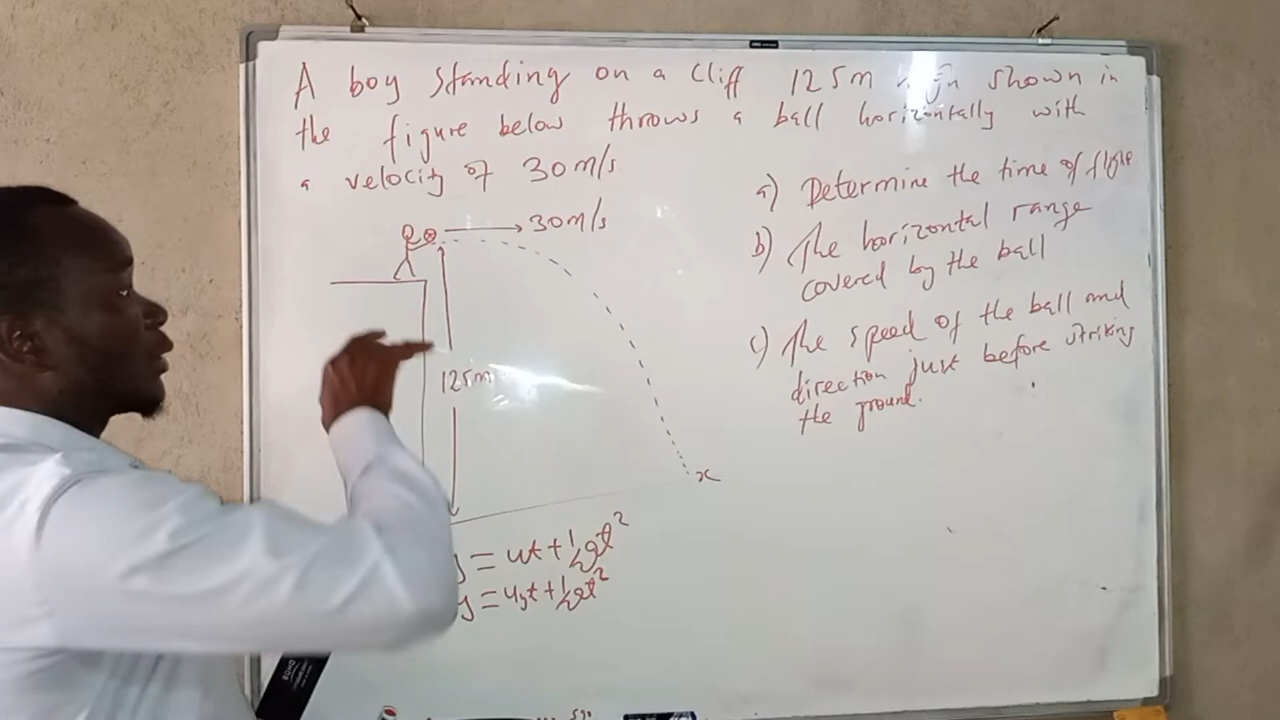 A boy standing on a cliff 125m shown in
the figure below throws a ball horizontally with
a velocity of 30m/s
30m/s
125m
x
y = ut + 1/2gt²
y = uyt + 1/2gt²
a) Determine the time of flight
b) The horizontal range
covered by the ball
c) The speed of the ball and
direction just before striking
the ground.